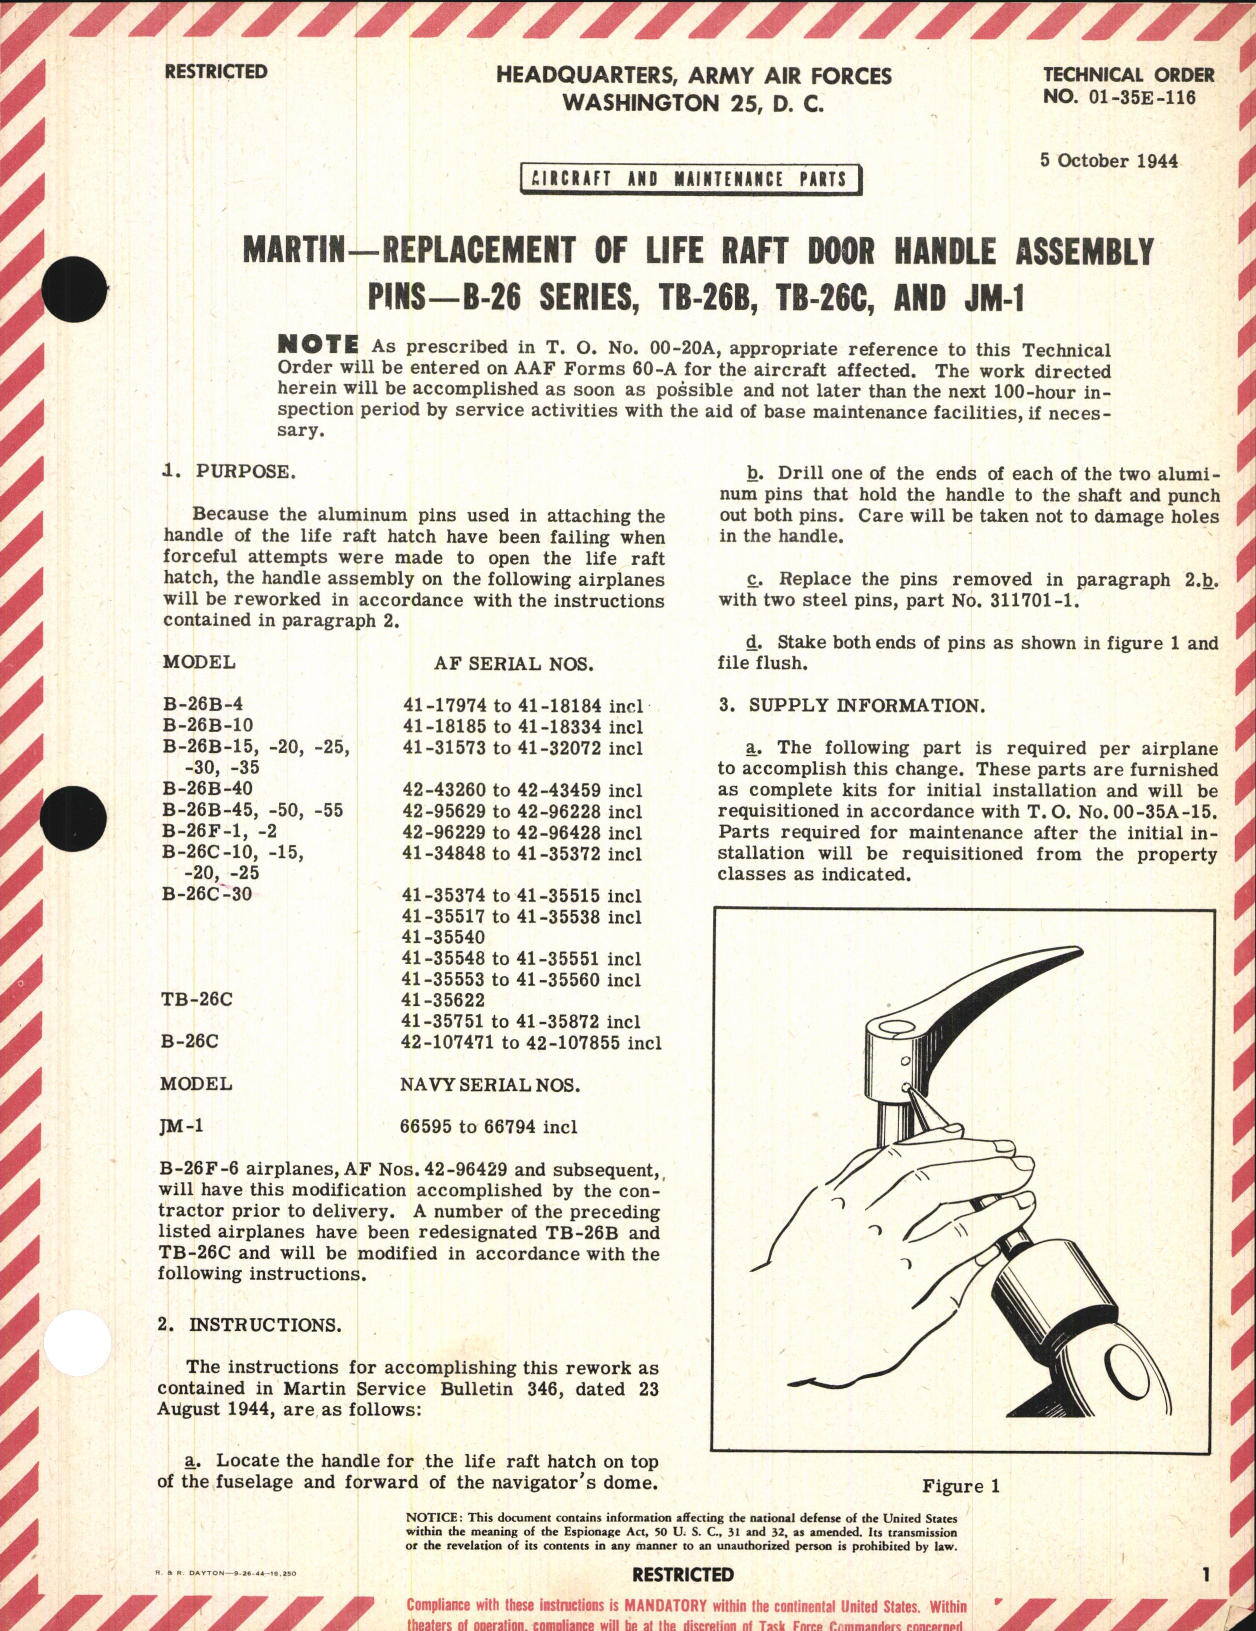 RESTRICTED
HEADQUARTERS, ARMY AIR FORCES
WASHINGTON 25, D. C.
TECHNICAL ORDER
NO. 01-35E-116
5 October 1944
AIRCRAFT AND MAINTENANCE PARTS
MARTIN—REPLACEMENT OF LIFE RAFT DOOR HANDLE ASSEMBLY
PINS—B-26 SERIES, TB-26B, TB-26C, AND JM-1
NOTE As prescribed in T. O. No. 00-20A, appropriate reference to this Technical
Order will be entered on AAF Forms 60-A for the aircraft affected. The work directed
herein will be accomplished as soon as possible and not later than the next 100-hour in-
spection period by service activities with the aid of base maintenance facilities, if neces-
sary.
1. PURPOSE.
Because the aluminum pins used in attaching the
handle of the life raft hatch have been failing when
forceful attempts were made to open the life raft
hatch, the handle assembly on the following airplanes
will be reworked in accordance with the instructions
contained in paragraph 2.
MODEL AF SERIAL NOS.
B-26B-4 41-17974 to 41-18184 incl
B-26B-10 41-18185 to 41-18334 incl
B-26B-15, -20, -25, 41-31573 to 41-32072 incl
-30, -35
B-26B-40 42-43260 to 42-43459 incl
B-26B-45, -50, -55 42-95629 to 42-96228 incl
B-26F-1, -2 42-96229 to 42-96428 incl
B-26C-10, -15, 41-34848 to 41-35372 incl
-20, -25
B-26C-30 41-35374 to 41-35515 incl
41-35517 to 41-35538 incl
41-35540
41-35548 to 41-35551 incl
41-35553 to 41-35560 incl
TB-26C 41-35622
41-35751 to 41-35872 incl
B-26C 42-107471 to 42-107855 incl
MODEL NAVY SERIAL NOS.
JM-1 66595 to 66794 incl
B-26F-6 airplanes, AF Nos. 42-96429 and subsequent,
will have this modification accomplished by the con-
tractor prior to delivery. A number of the preceding
listed airplanes have been redesignated TB-26B and
TB-26C and will be modified in accordance with the
following instructions.
2. INSTRUCTIONS.
The instructions for accomplishing this rework as
contained in Martin Service Bulletin 346, dated 23
August 1944, are as follows:
a. Locate the handle for the life raft hatch on top
of the fuselage and forward of the navigator's dome.
b. Drill one of the ends of each of the two alumi-
num pins that hold the handle to the shaft and punch
out both pins. Care will be taken not to damage holes
in the handle.
c. Replace the pins removed in paragraph 2.b.
with two steel pins, part No. 311701-1.
d. Stake both ends of pins as shown in figure 1 and
file flush.
3. SUPPLY INFORMATION.
a. The following part is required per airplane
to accomplish this change. These parts are furnished
as complete kits for initial installation and will be
requisitioned in accordance with T. O. No. 00-35A-15.
Parts required for maintenance after the initial in-
stallation will be requisitioned from the property
classes as indicated.
Figure 1
NOTICE: This document contains information affecting the national defense of the United States
within the meaning of the Espionage Act, 50 U. S. C., 31 and 32, as amended. Its transmission
or the revelation of its contents in any manner to an unauthorized person is prohibited by law.
R. & R. DAYTON—9-26-44—16,250
RESTRICTED
1
Compliance with these instructions is MANDATORY within the continental United States. Within
theaters of operation, compliance will be at the discretion of Task Force Commanders concerned